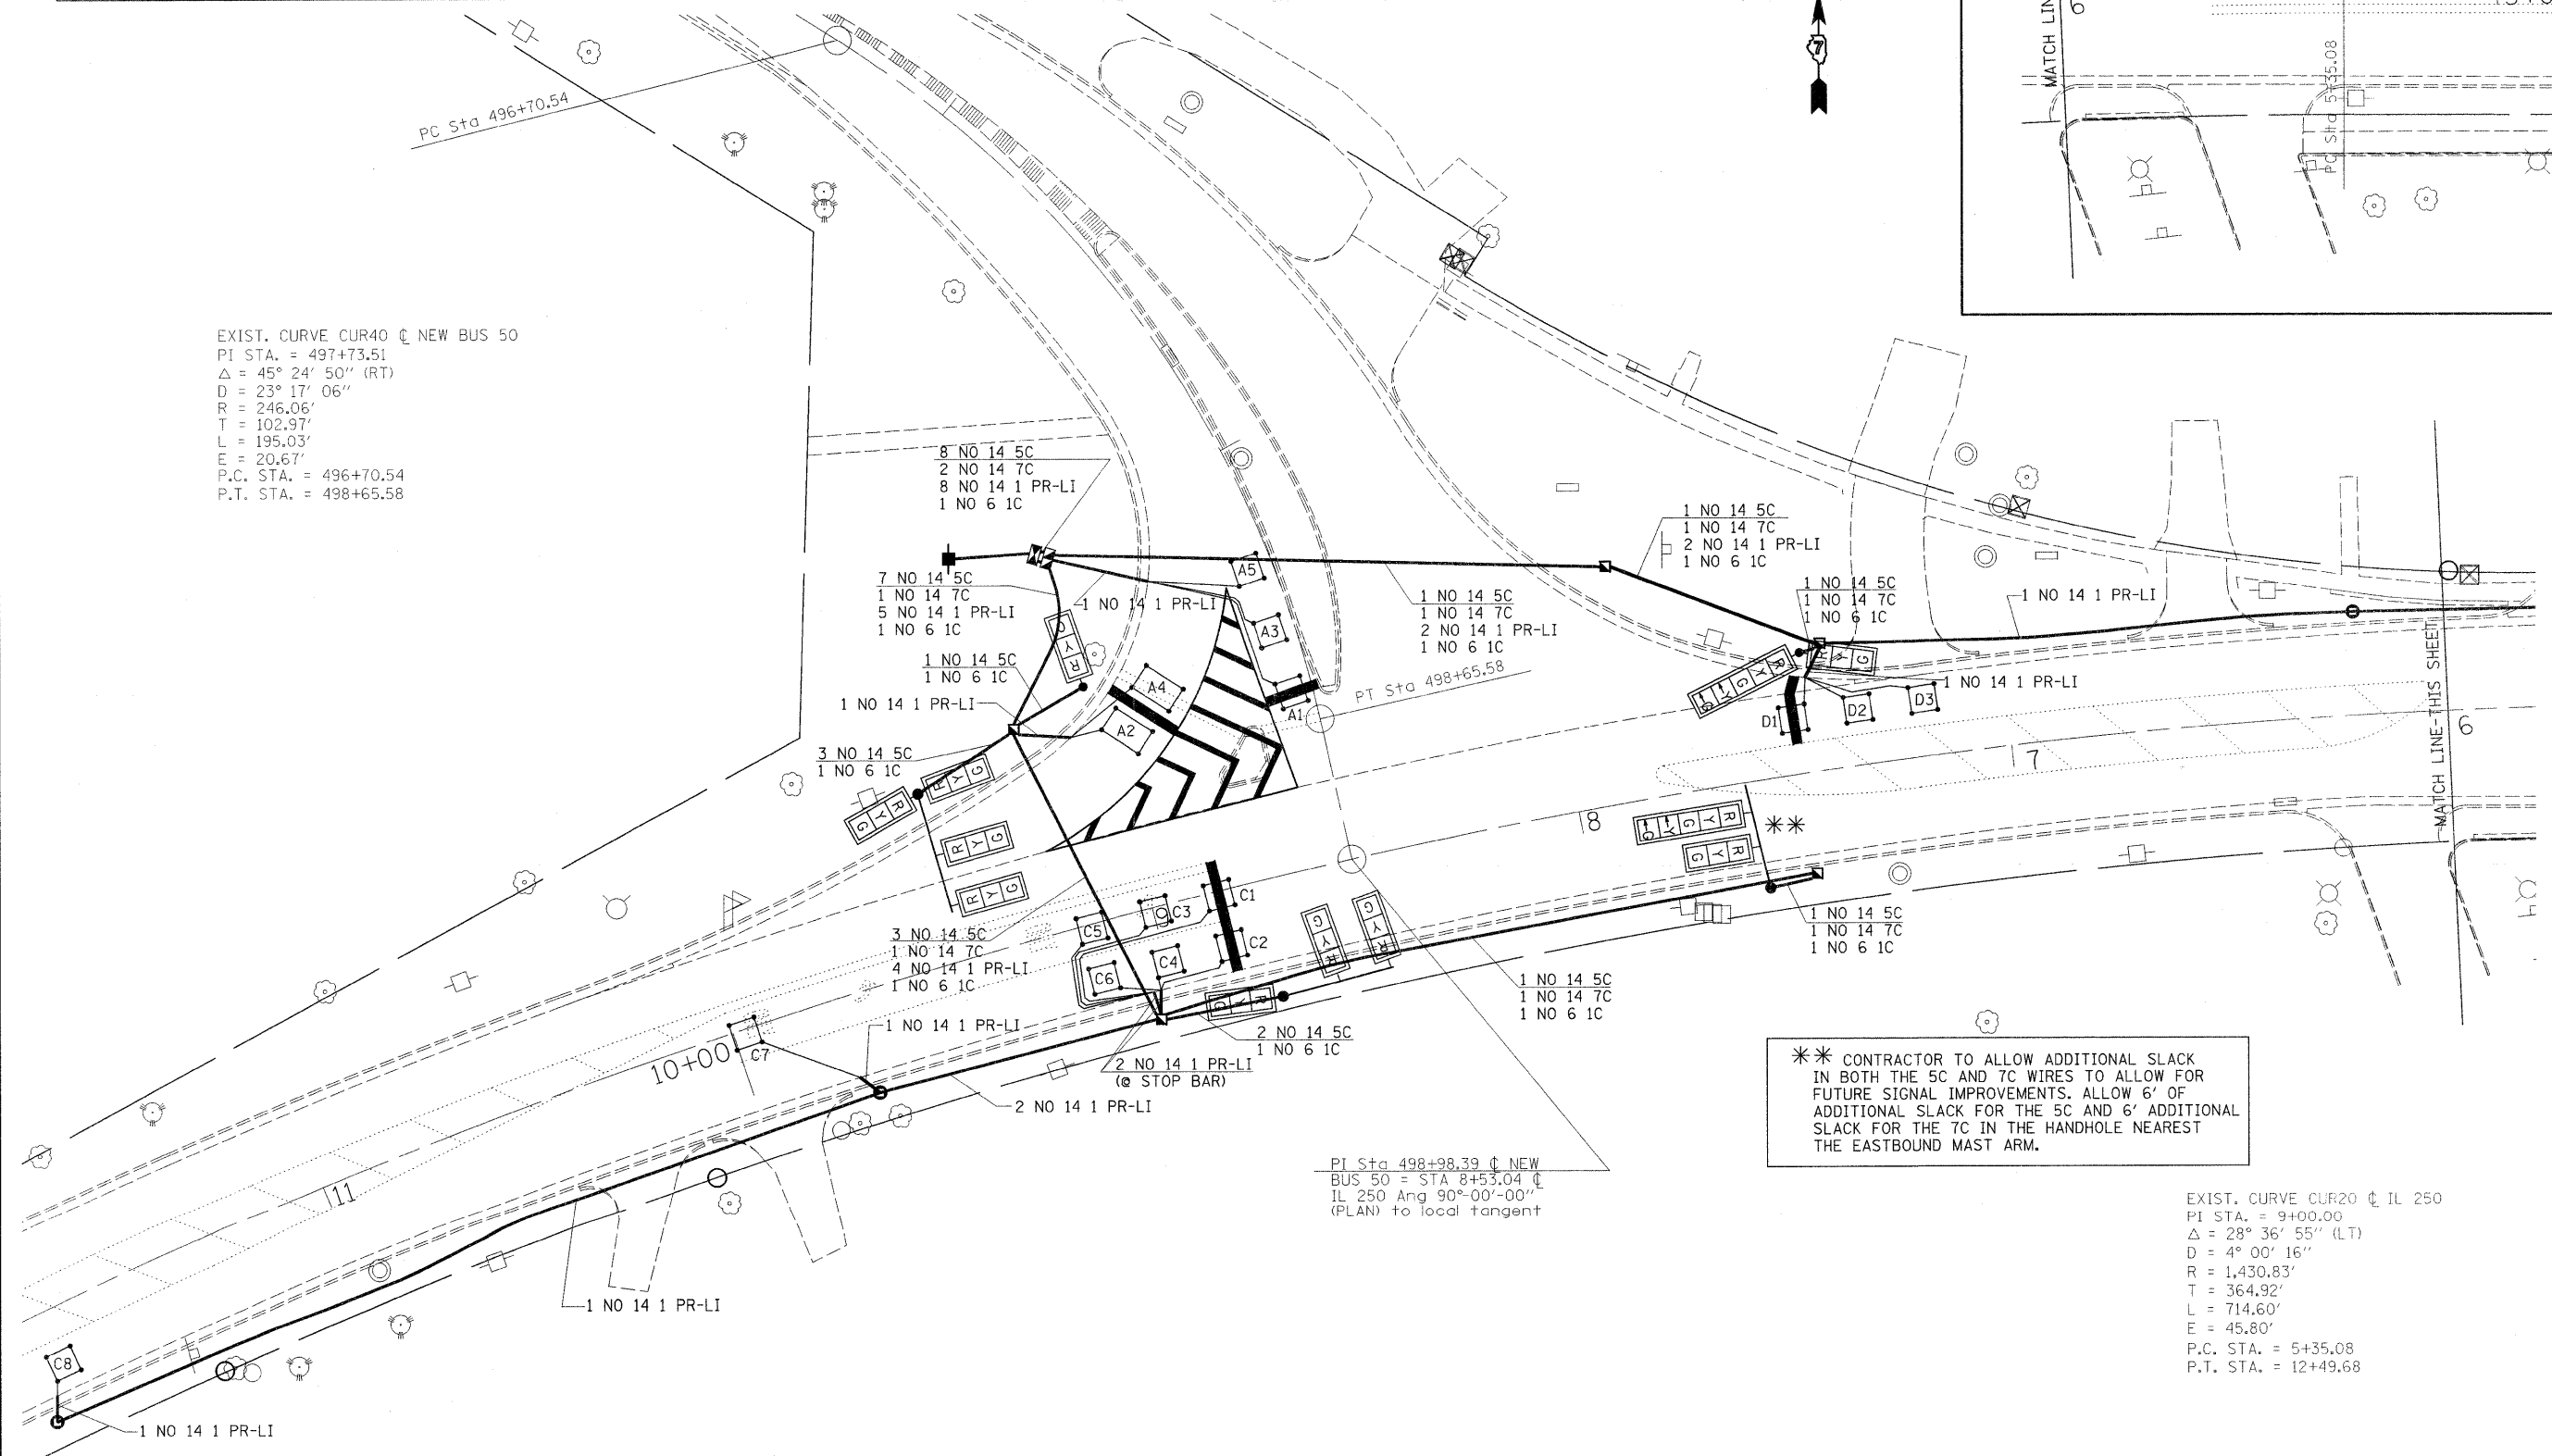 PC Sta 496+70.54
7
MATCH LIN
6
PC Sta 5+35.08
EXIST. CURVE CUR40 ℄ NEW BUS 50
PI STA. = 497+73.51
△ = 45° 24' 50'' (RT)
D = 23° 17' 06''
R = 246.06'
T = 102.97'
L = 195.03'
E = 20.67'
P.C. STA. = 496+70.54
P.T. STA. = 498+65.58
8 NO 14 5C
2 NO 14 7C
8 NO 14 1 PR-LI
1 NO 6 1C
7 NO 14 5C
1 NO 14 7C
5 NO 14 1 PR-LI
1 NO 6 1C
1 NO 14 1 PR-LI
A5
A3
1 NO 14 5C
1 NO 14 7C
2 NO 14 1 PR-LI
1 NO 6 1C
1 NO 14 5C
1 NO 14 7C
2 NO 14 1 PR-LI
1 NO 6 1C
1 NO 14 5C
1 NO 14 7C
1 NO 6 1C
1 NO 14 1 PR-LI
G Y R
1 NO 14 5C
1 NO 6 1C
1 NO 14 1 PR-LI
A4
A2
A1
PT Sta 498+65.58
R Y G Y G
R Y G
1 NO 14 1 PR-LI
D1
D2
D3
MATCH LINE-THIS SHEET
6
7
8
3 NO 14 5C
1 NO 6 1C
R Y G
R Y G
R Y G
R Y G
G Y G Y R
G Y R
**
3 NO 14 5C
1 NO 14 7C
4 NO 14 1 PR-LI
1 NO 6 1C
C5
C3
C1
C6
C4
C2
9
G Y R
G Y R
G Y R
1 NO 14 5C
1 NO 14 7C
1 NO 6 1C
1 NO 14 5C
1 NO 14 7C
1 NO 6 1C
1 NO 14 1 PR-LI
C7
10+00
2 NO 14 5C
1 NO 6 1C
2 NO 14 1 PR-LI
(@ STOP BAR)
2 NO 14 1 PR-LI
** CONTRACTOR TO ALLOW ADDITIONAL SLACK
IN BOTH THE 5C AND 7C WIRES TO ALLOW FOR
FUTURE SIGNAL IMPROVEMENTS. ALLOW 6' OF
ADDITIONAL SLACK FOR THE 5C AND 6' ADDITIONAL
SLACK FOR THE 7C IN THE HANDHOLE NEAREST
THE EASTBOUND MAST ARM.
PI Sta 498+98.39 ℄ NEW
BUS 50 = STA 8+53.04 ℄
IL 250 Ang 90°-00'-00''
(PLAN) to local tangent
11
1 NO 14 1 PR-LI
C8
1 NO 14 1 PR-LI
EXIST. CURVE CUR20 ℄ IL 250
PI STA. = 9+00.00
△ = 28° 36' 55'' (LT)
D = 4° 00' 16''
R = 1,430.83'
T = 364.92'
L = 714.60'
E = 45.80'
P.C. STA. = 5+35.08
P.T. STA. = 12+49.68